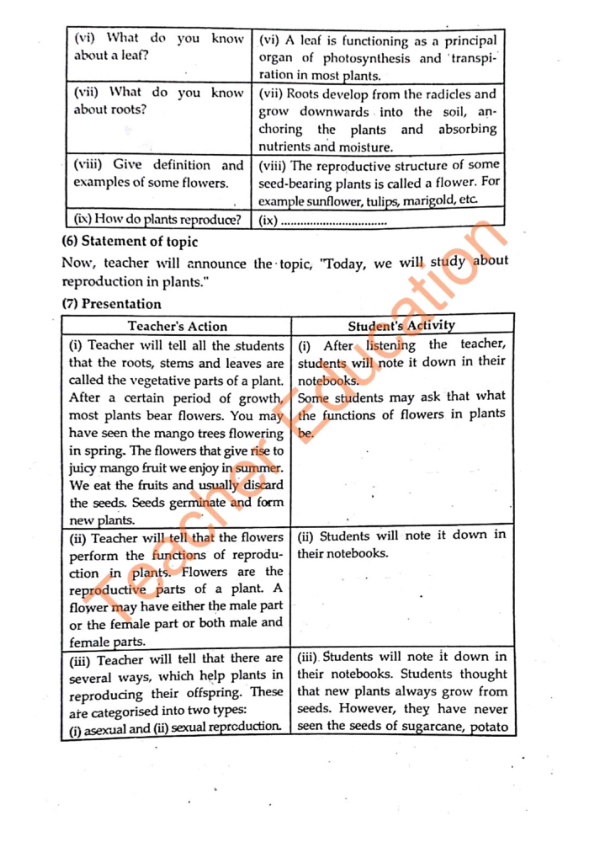 (vi) What do you know
about a leaf?
(vi) A leaf is functioning as a principal
organ of photosynthesis and transpi-
ration in most plants.
(vii) What do you know
about roots?
(vii) Roots develop from the radicles and
grow downwards into the soil, an-
choring the plants and absorbing
nutrients and moisture.
(viii) Give definition and
examples of some flowers.
(viii) The reproductive structure of some
seed-bearing plants is called a flower. For
example sunflower, tulips, marigold, etc.
(ix) How do plants reproduce?
(ix) .................................
(6) Statement of topic
Now, teacher will announce the topic, "Today, we will study about
reproduction in plants."
(7) Presentation
Teacher's Action
Student's Activity
(i) Teacher will tell all the students
that the roots, stems and leaves are
called the vegetative parts of a plant.
After a certain period of growth,
most plants bear flowers. You may
have seen the mango trees flowering
in spring. The flowers that give rise to
juicy mango fruit we enjoy in summer.
We eat the fruits and usually discard
the seeds. Seeds germinate and form
new plants.
(i) After listening the teacher,
students will note it down in their
notebooks.
Some students may ask that what
the functions of flowers in plants
be.
(ii) Teacher will tell that the flowers
perform the functions of reprodu-
ction in plants. Flowers are the
reproductive parts of a plant. A
flower may have either the male part
or the female part or both male and
female parts.
(ii) Students will note it down in
their notebooks.
(iii) Teacher will tell that there are
several ways, which help plants in
reproducing their offspring. These
are categorised into two types:
(i) asexual and (ii) sexual reproduction.
(iii) Students will note it down in
their notebooks. Students thought
that new plants always grow from
seeds. However, they have never
seen the seeds of sugarcane, potato
Teacher Education